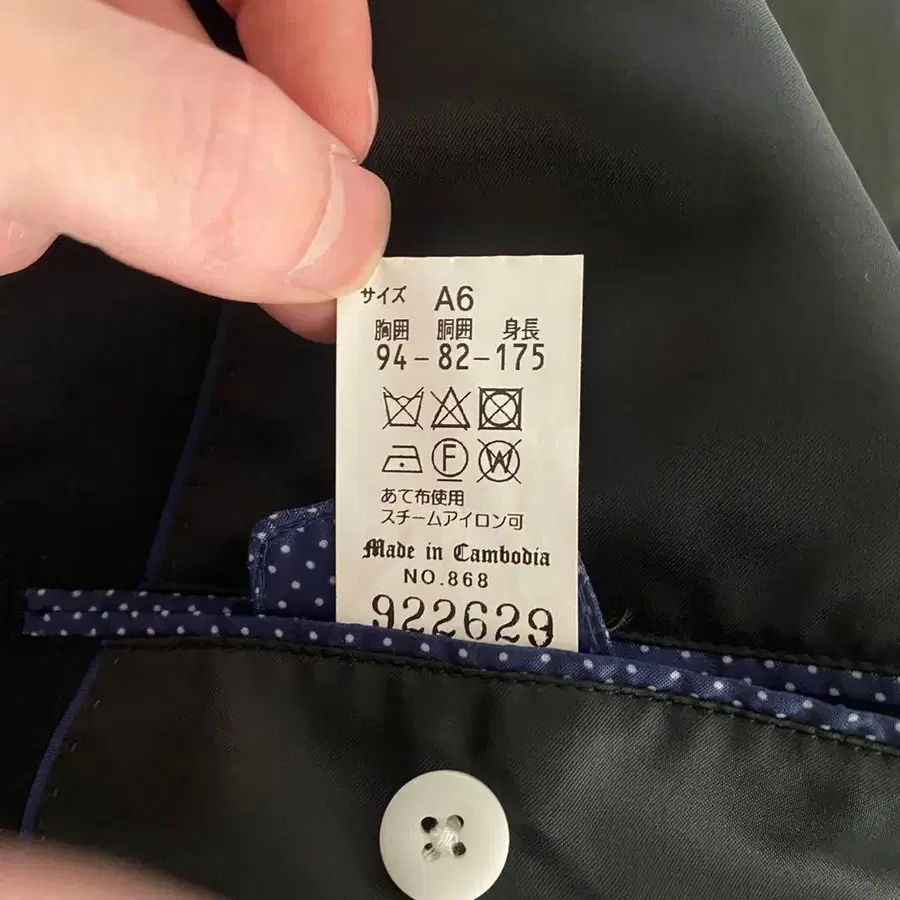 サイズ A6
胸囲 胴囲 身長
94-82-175
F W
あて布使用
スチームアイロン可
Made in Cambodia
NO.868
922629